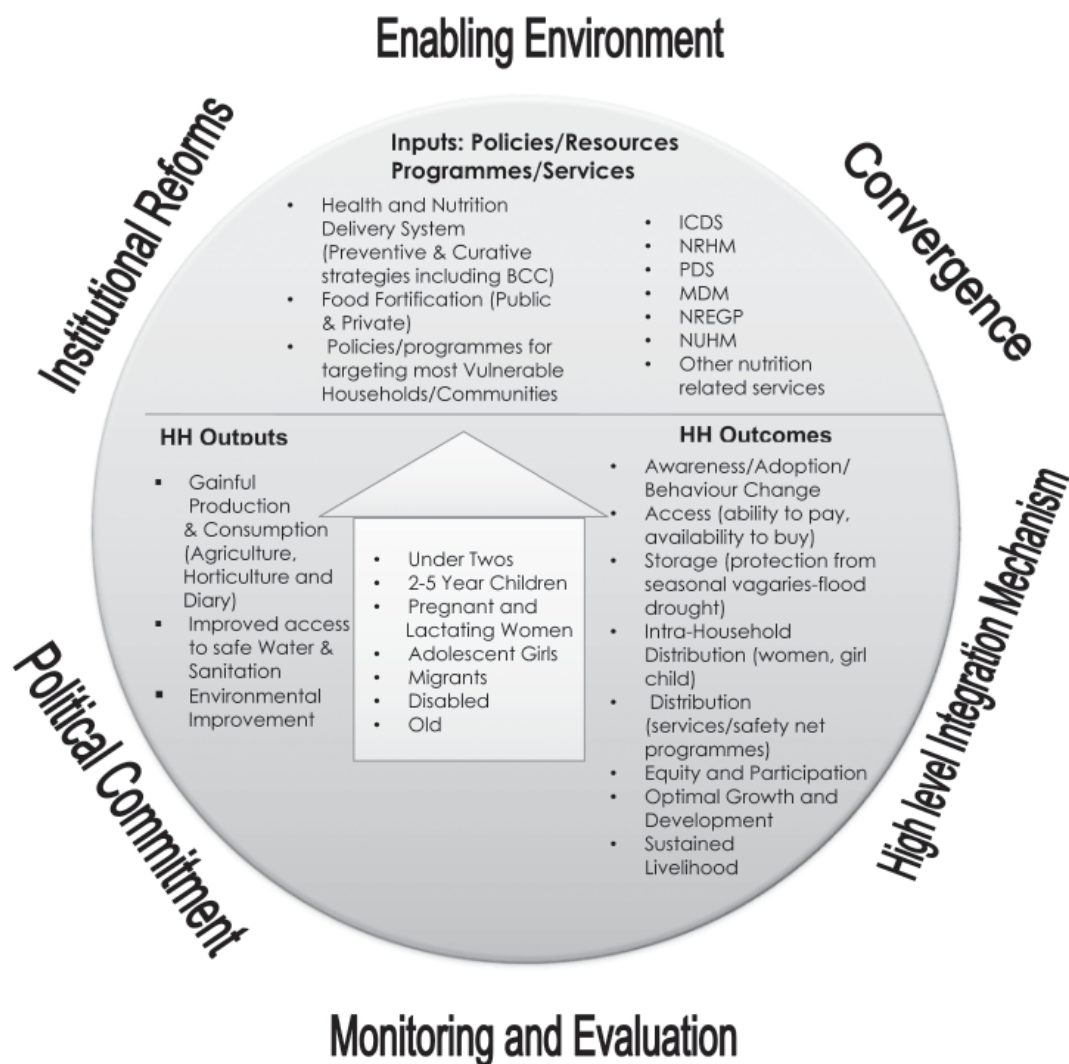 Enabling Environment
Institutional Reforms
Convergence
Inputs: Policies/Resources
Programmes/Services
• Health and Nutrition
Delivery System
(Preventive & Curative
strategies including BCC)
• Food Fortification (Public
& Private)
• Policies/programmes for
targeting most Vulnerable
Households/Communities
• ICDS
• NRHM
• PDS
• MDM
• NREGP
• NUHM
• Other nutrition
related services
HH Outputs
▪ Gainful
Production
& Consumption
(Agriculture,
Horticulture and
Diary)
▪ Improved access
to safe Water &
Sanitation
▪ Environmental
Improvement
• Under Twos
• 2-5 Year Children
• Pregnant and
Lactating Women
• Adolescent Girls
• Migrants
• Disabled
• Old
HH Outcomes
• Awareness/Adoption/
Behaviour Change
• Access (ability to pay,
availability to buy)
• Storage (protection from
seasonal vagaries-flood
drought)
• Intra-Household
Distribution (women, girl
child)
• Distribution
(services/safety net
programmes)
• Equity and Participation
• Optimal Growth and
Development
• Sustained
Livelihood
Political Commitment
High level Integration Mechanism
Monitoring and Evaluation